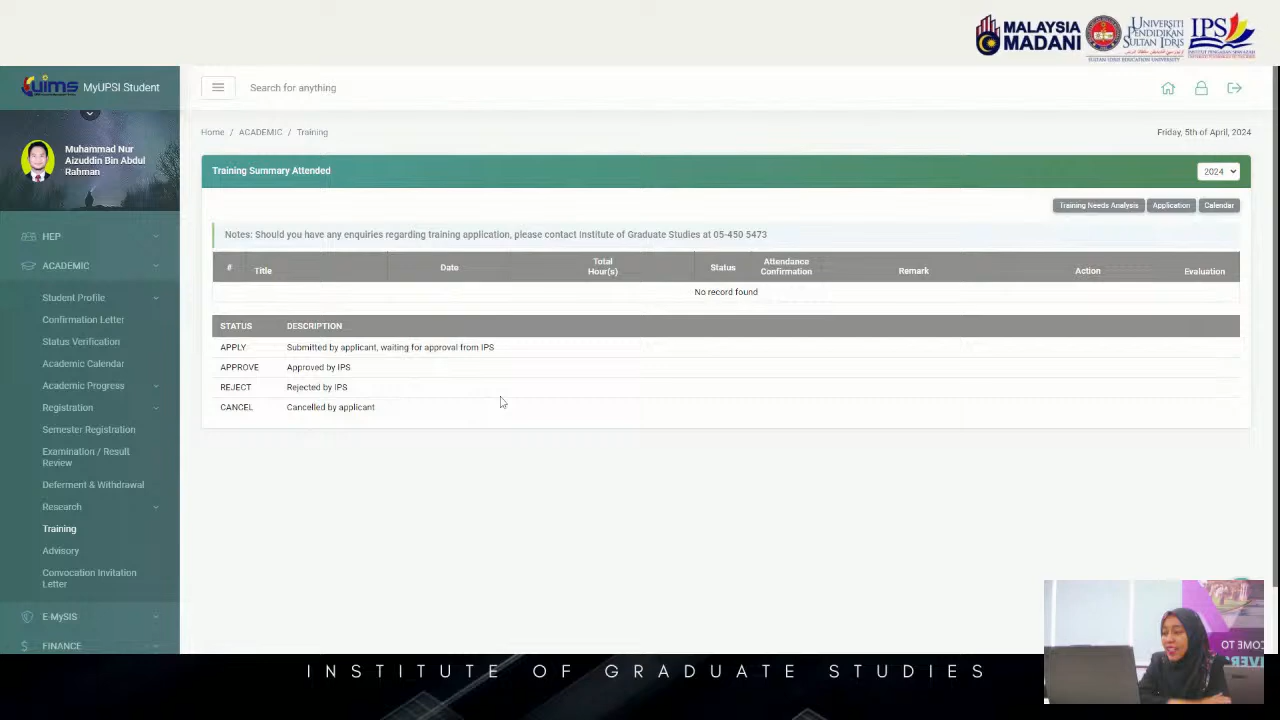 MALAYSIA
MADANI
UNIVERSITI
PENDIDIKAN
SULTAN IDRIS
SULTAN IDRIS EDUCATION UNIVERSITY
IPS
uims MyUPSI Student
Search for anything
Home / ACADEMIC / Training
Friday, 5th of April, 2024
Muhammad Nur
Aizuddin Bin Abdul
Rahman
HEP
ACADEMIC
Student Profile
Confirmation Letter
Status Verification
Academic Calendar
Academic Progress
Registration
Semester Registration
Examination / Result
Review
Deferment & Withdrawal
Research
Training
Advisory
Convocation Invitation
Letter
E-MySIS
FINANCE
Training Summary Attended
2024
Training Needs Analysis Application Calendar
Notes: Should you have any enquiries regarding training application, please contact Institute of Graduate Studies at 05-450 5473
# Title Date Total Hour(s) Status Attendance Confirmation Remark Action Evaluation
No record found
STATUS DESCRIPTION
APPLY Submitted by applicant, waiting for approval from IPS
APPROVE Approved by IPS
REJECT Rejected by IPS
CANCEL Cancelled by applicant
INSTITUTE OF GRADUATE STUDIES